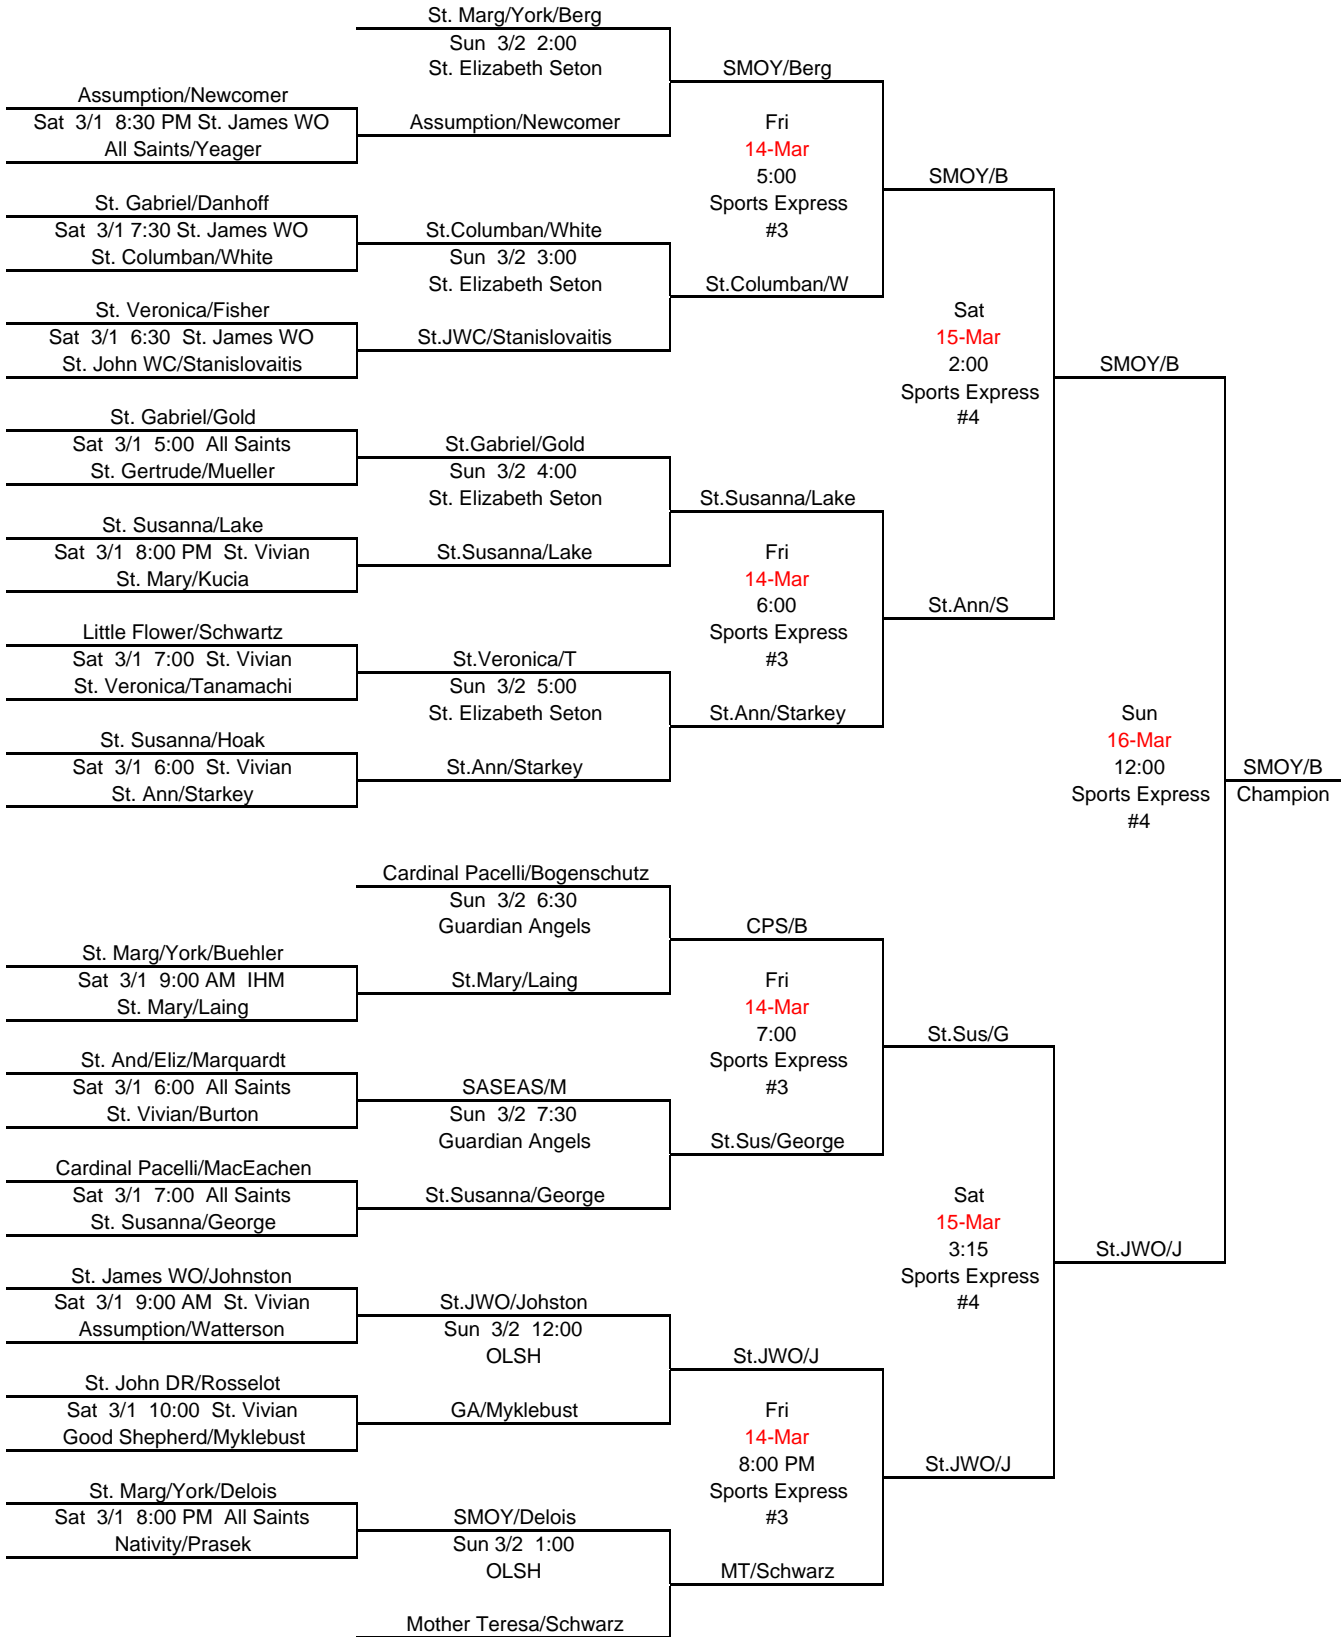 St. Marg/York/Berg
Sun 3/2 2:00
St. Elizabeth Seton
SMOY/Berg
Assumption/Newcomer
Sat 3/1 8:30 PM St. James WO
All Saints/Yeager
Assumption/Newcomer
Fri
14-Mar
5:00
Sports Express
#3
SMOY/B
St. Gabriel/Danhoff
Sat 3/1 7:30 St. James WO
St. Columban/White
St.Columban/White
Sun 3/2 3:00
St. Elizabeth Seton
St.Columban/W
St. Veronica/Fisher
Sat 3/1 6:30 St. James WO
St. John WC/Stanislovaitis
St.JWC/Stanislovaitis
Sat
15-Mar
2:00
Sports Express
#4
SMOY/B
St. Gabriel/Gold
Sat 3/1 5:00 All Saints
St. Gertrude/Mueller
St.Gabriel/Gold
Sun 3/2 4:00
St. Elizabeth Seton
St.Susanna/Lake
St. Susanna/Lake
Sat 3/1 8:00 PM St. Vivian
St. Mary/Kucia
St.Susanna/Lake
Fri
14-Mar
6:00
Sports Express
#3
St.Ann/S
Little Flower/Schwartz
Sat 3/1 7:00 St. Vivian
St. Veronica/Tanamachi
St.Veronica/T
Sun 3/2 5:00
St. Elizabeth Seton
St.Ann/Starkey
St. Susanna/Hoak
Sat 3/1 6:00 St. Vivian
St. Ann/Starkey
St.Ann/Starkey
Sun
16-Mar
12:00
Sports Express
#4
SMOY/B
Champion
Cardinal Pacelli/Bogenschutz
Sun 3/2 6:30
Guardian Angels
CPS/B
St. Marg/York/Buehler
Sat 3/1 9:00 AM IHM
St. Mary/Laing
St.Mary/Laing
Fri
14-Mar
7:00
Sports Express
#3
St.Sus/G
St. And/Eliz/Marquardt
Sat 3/1 6:00 All Saints
St. Vivian/Burton
SASEAS/M
Sun 3/2 7:30
Guardian Angels
St.Sus/George
Cardinal Pacelli/MacEachen
Sat 3/1 7:00 All Saints
St. Susanna/George
St.Susanna/George
Sat
15-Mar
3:15
Sports Express
#4
St.JWO/J
St. James WO/Johnston
Sat 3/1 9:00 AM St. Vivian
Assumption/Watterson
St.JWO/Johston
Sun 3/2 12:00
OLSH
St.JWO/J
St. John DR/Rosselot
Sat 3/1 10:00 St. Vivian
Good Shepherd/Myklebust
GA/Myklebust
Fri
14-Mar
8:00 PM
Sports Express
#3
St.JWO/J
St. Marg/York/Delois
Sat 3/1 8:00 PM All Saints
Nativity/Prasek
SMOY/Delois
Sun 3/2 1:00
OLSH
MT/Schwarz
Mother Teresa/Schwarz